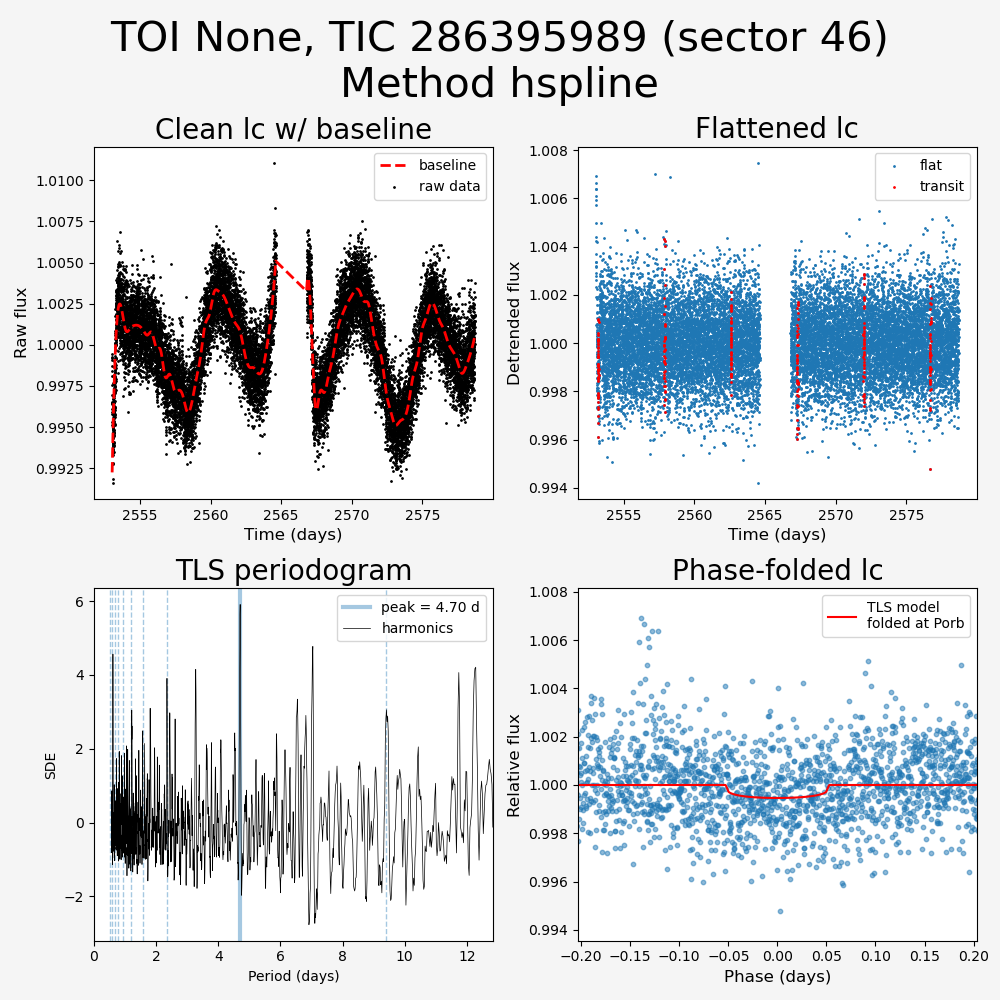 TOI None, TIC 286395989 (sector 46)
Method hspline
Clean lc w/ baseline
baseline
raw data
1.0100
1.0075
1.0050
1.0025
1.0000
0.9975
0.9950
0.9925
Raw flux
2555
2560
2565
2570
2575
Time (days)
Flattened lc
flat
transit
1.008
1.006
1.004
1.002
1.000
0.998
0.996
0.994
Detrended flux
2555
2560
2565
2570
2575
Time (days)
TLS periodogram
peak = 4.70 d
harmonics
6
4
2
0
−2
SDE
0
2
4
6
8
10
12
Period (days)
Phase-folded lc
TLS model
folded at Porb
1.008
1.006
1.004
1.002
1.000
0.998
0.996
0.994
Relative flux
−0.20
−0.15
−0.10
−0.05
0.00
0.05
0.10
0.15
0.20
Phase (days)